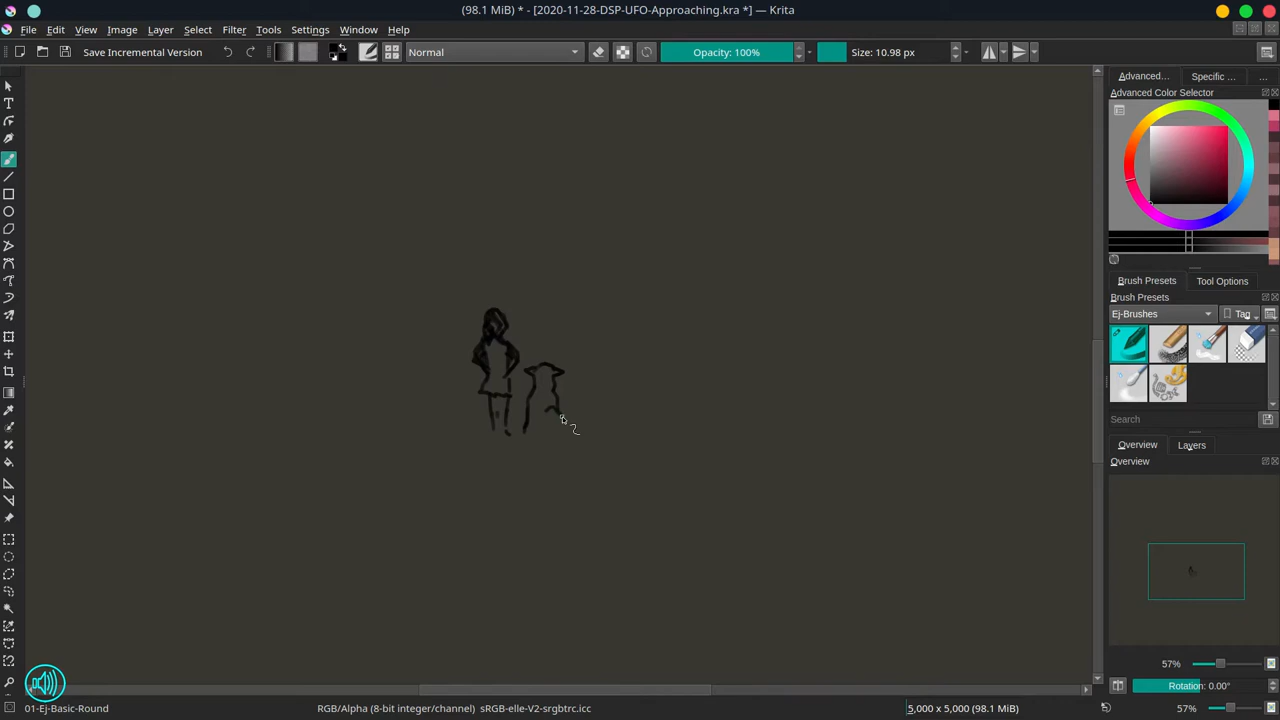 (98.1 MiB) * - [2020-11-28-DSP-UFO-Approaching.kra *] — Krita
File Edit View Image Layer Select Filter Tools Settings Window Help
Save Incremental Version Normal Opacity: 100% Size: 10.98 px
Advanced... Specific ... ...
Advanced Color Selector
Brush Presets Tool Options
Brush Presets
Ej-Brushes Tag
Search
Overview Layers
Overview
57%
Rotation: 0.00°
01-Ej-Basic-Round RGB/Alpha (8-bit integer/channel) sRGB-elle-V2-srgbtrc.icc 5,000 x 5,000 (98.1 MiB) 57%